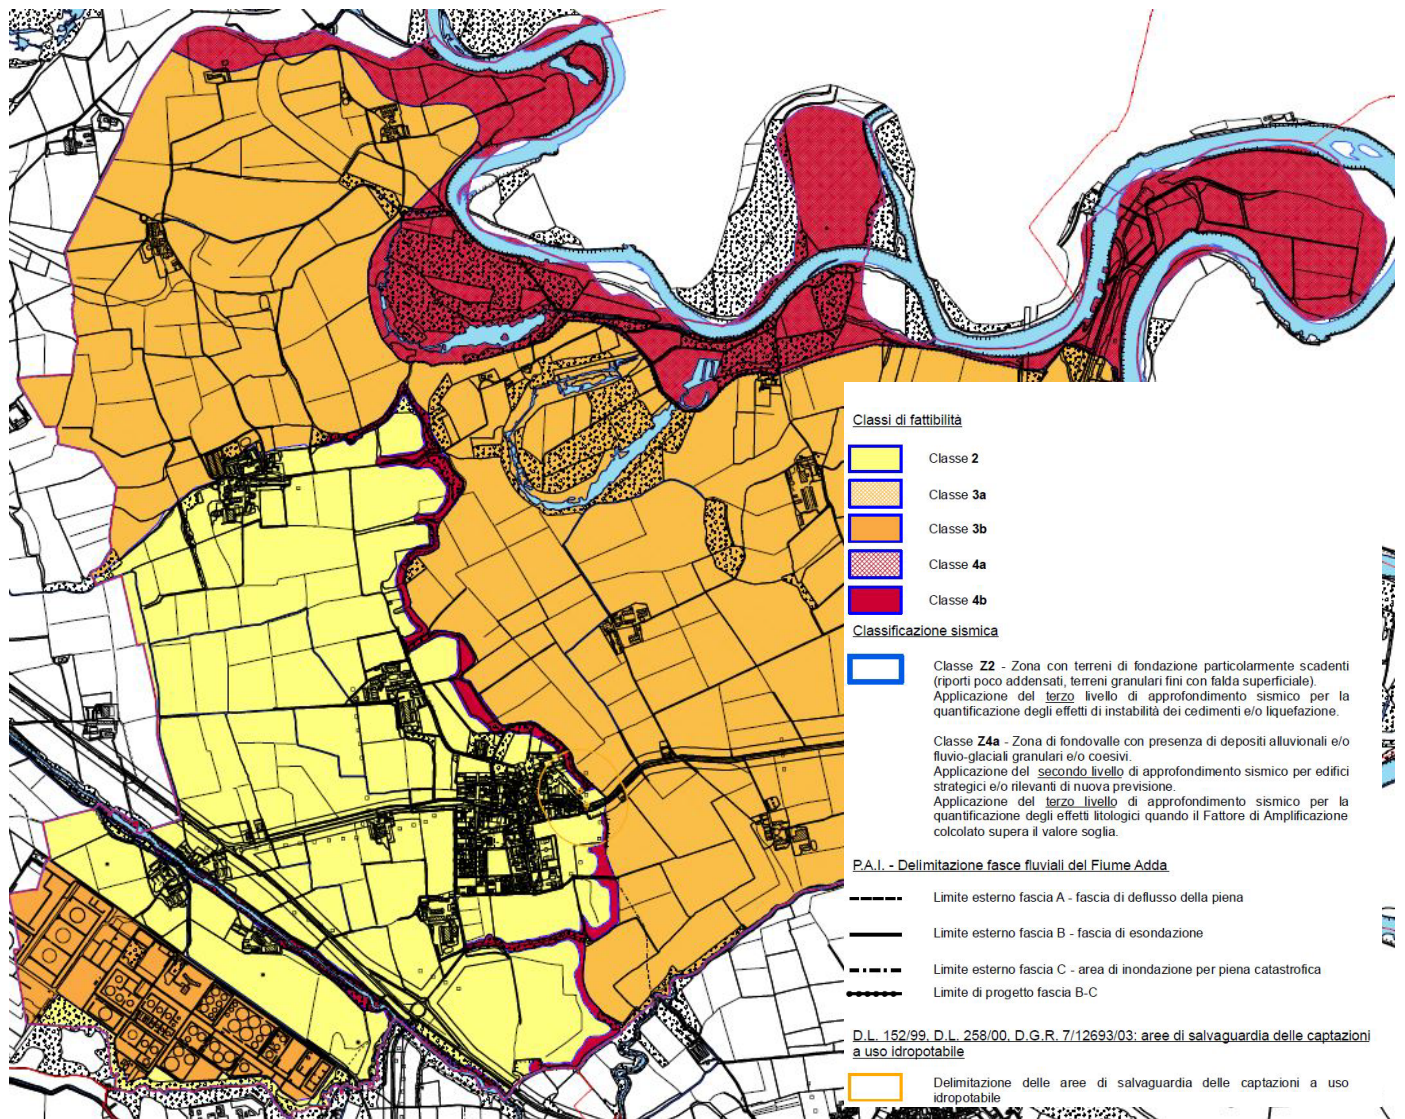 Classi di fattibilità
Classe 2
Classe 3a
Classe 3b
Classe 4a
Classe 4b
Classificazione sismica
Classe Z2 - Zona con terreni di fondazione particolarmente scadenti
(riporti poco addensati, terreni granulari fini con falda superficiale).
Applicazione del terzo livello di approfondimento sismico per la
quantificazione degli effetti di instabilità dei cedimenti e/o liquefazione.
Classe Z4a - Zona di fondovalle con presenza di depositi alluvionali e/o
fluvio-glaciali granulari e/o coesivi.
Applicazione del secondo livello di approfondimento sismico per edifici
strategici e/o rilevanti di nuova previsione.
Applicazione del terzo livello di approfondimento sismico per la
quantificazione degli effetti litologici quando il Fattore di Amplificazione
colcolato supera il valore soglia.
P.A.I. - Delimitazione fasce fluviali del Fiume Adda
Limite esterno fascia A - fascia di deflusso della piena
Limite esterno fascia B - fascia di esondazione
Limite esterno fascia C - area di inondazione per piena catastrofica
Limite di progetto fascia B-C
D.L. 152/99, D.L. 258/00, D.G.R. 7/12693/03: aree di salvaguardia delle captazioni
a uso idropotabile
Delimitazione delle aree di salvaguardia delle captazioni a uso
idropotabile